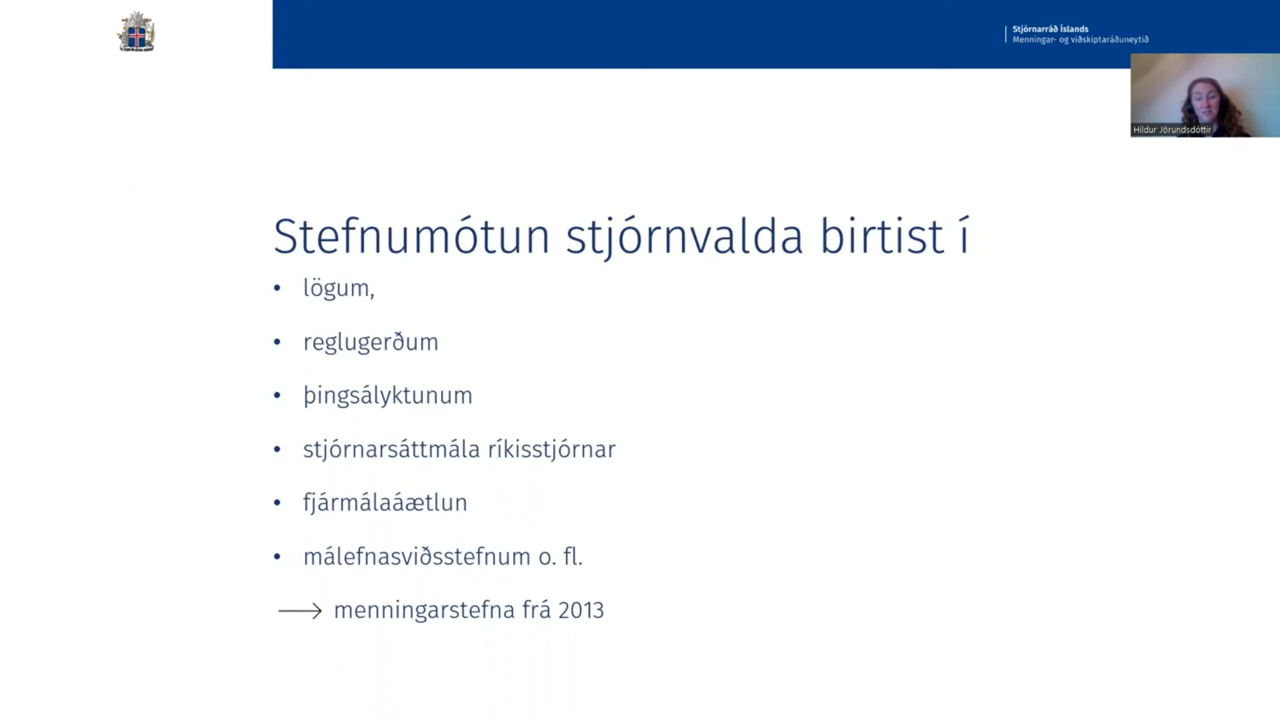 Stjórnarráð Íslands
Menningar- og viðskiptaráðuneytið
Hildur Jörundsdóttir
Stefnumótun stjórnvalda birtist í
• lögum,
• reglugerðum
• þingsályktunum
• stjórnarsáttmála ríkisstjórnar
• fjármálaáætlun
• málefnasviðsstefnum o. fl.
→ menningarstefna frá 2013